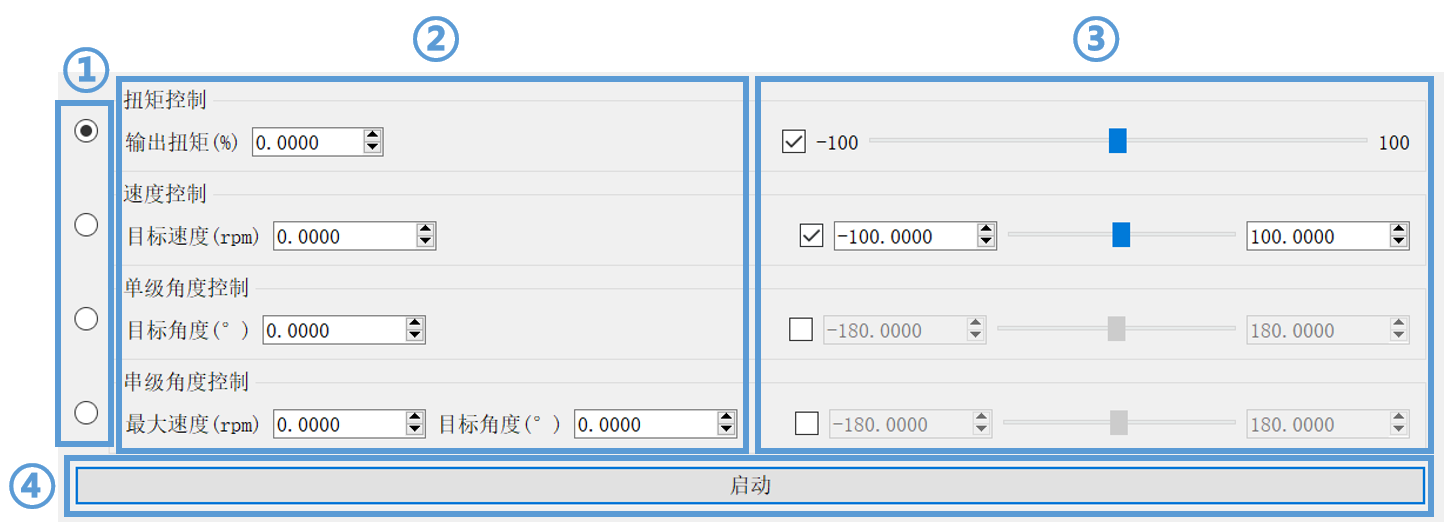 ② ③
①
扭矩控制
输出扭矩(%) 0.0000 -100 100
速度控制
目标速度(rpm) 0.0000 -100.0000 100.0000
单级角度控制
目标角度(°) 0.0000 -180.0000 180.0000
串级角度控制
最大速度(rpm) 0.0000 目标角度(°) 0.0000 -180.0000 180.0000
④ 启动